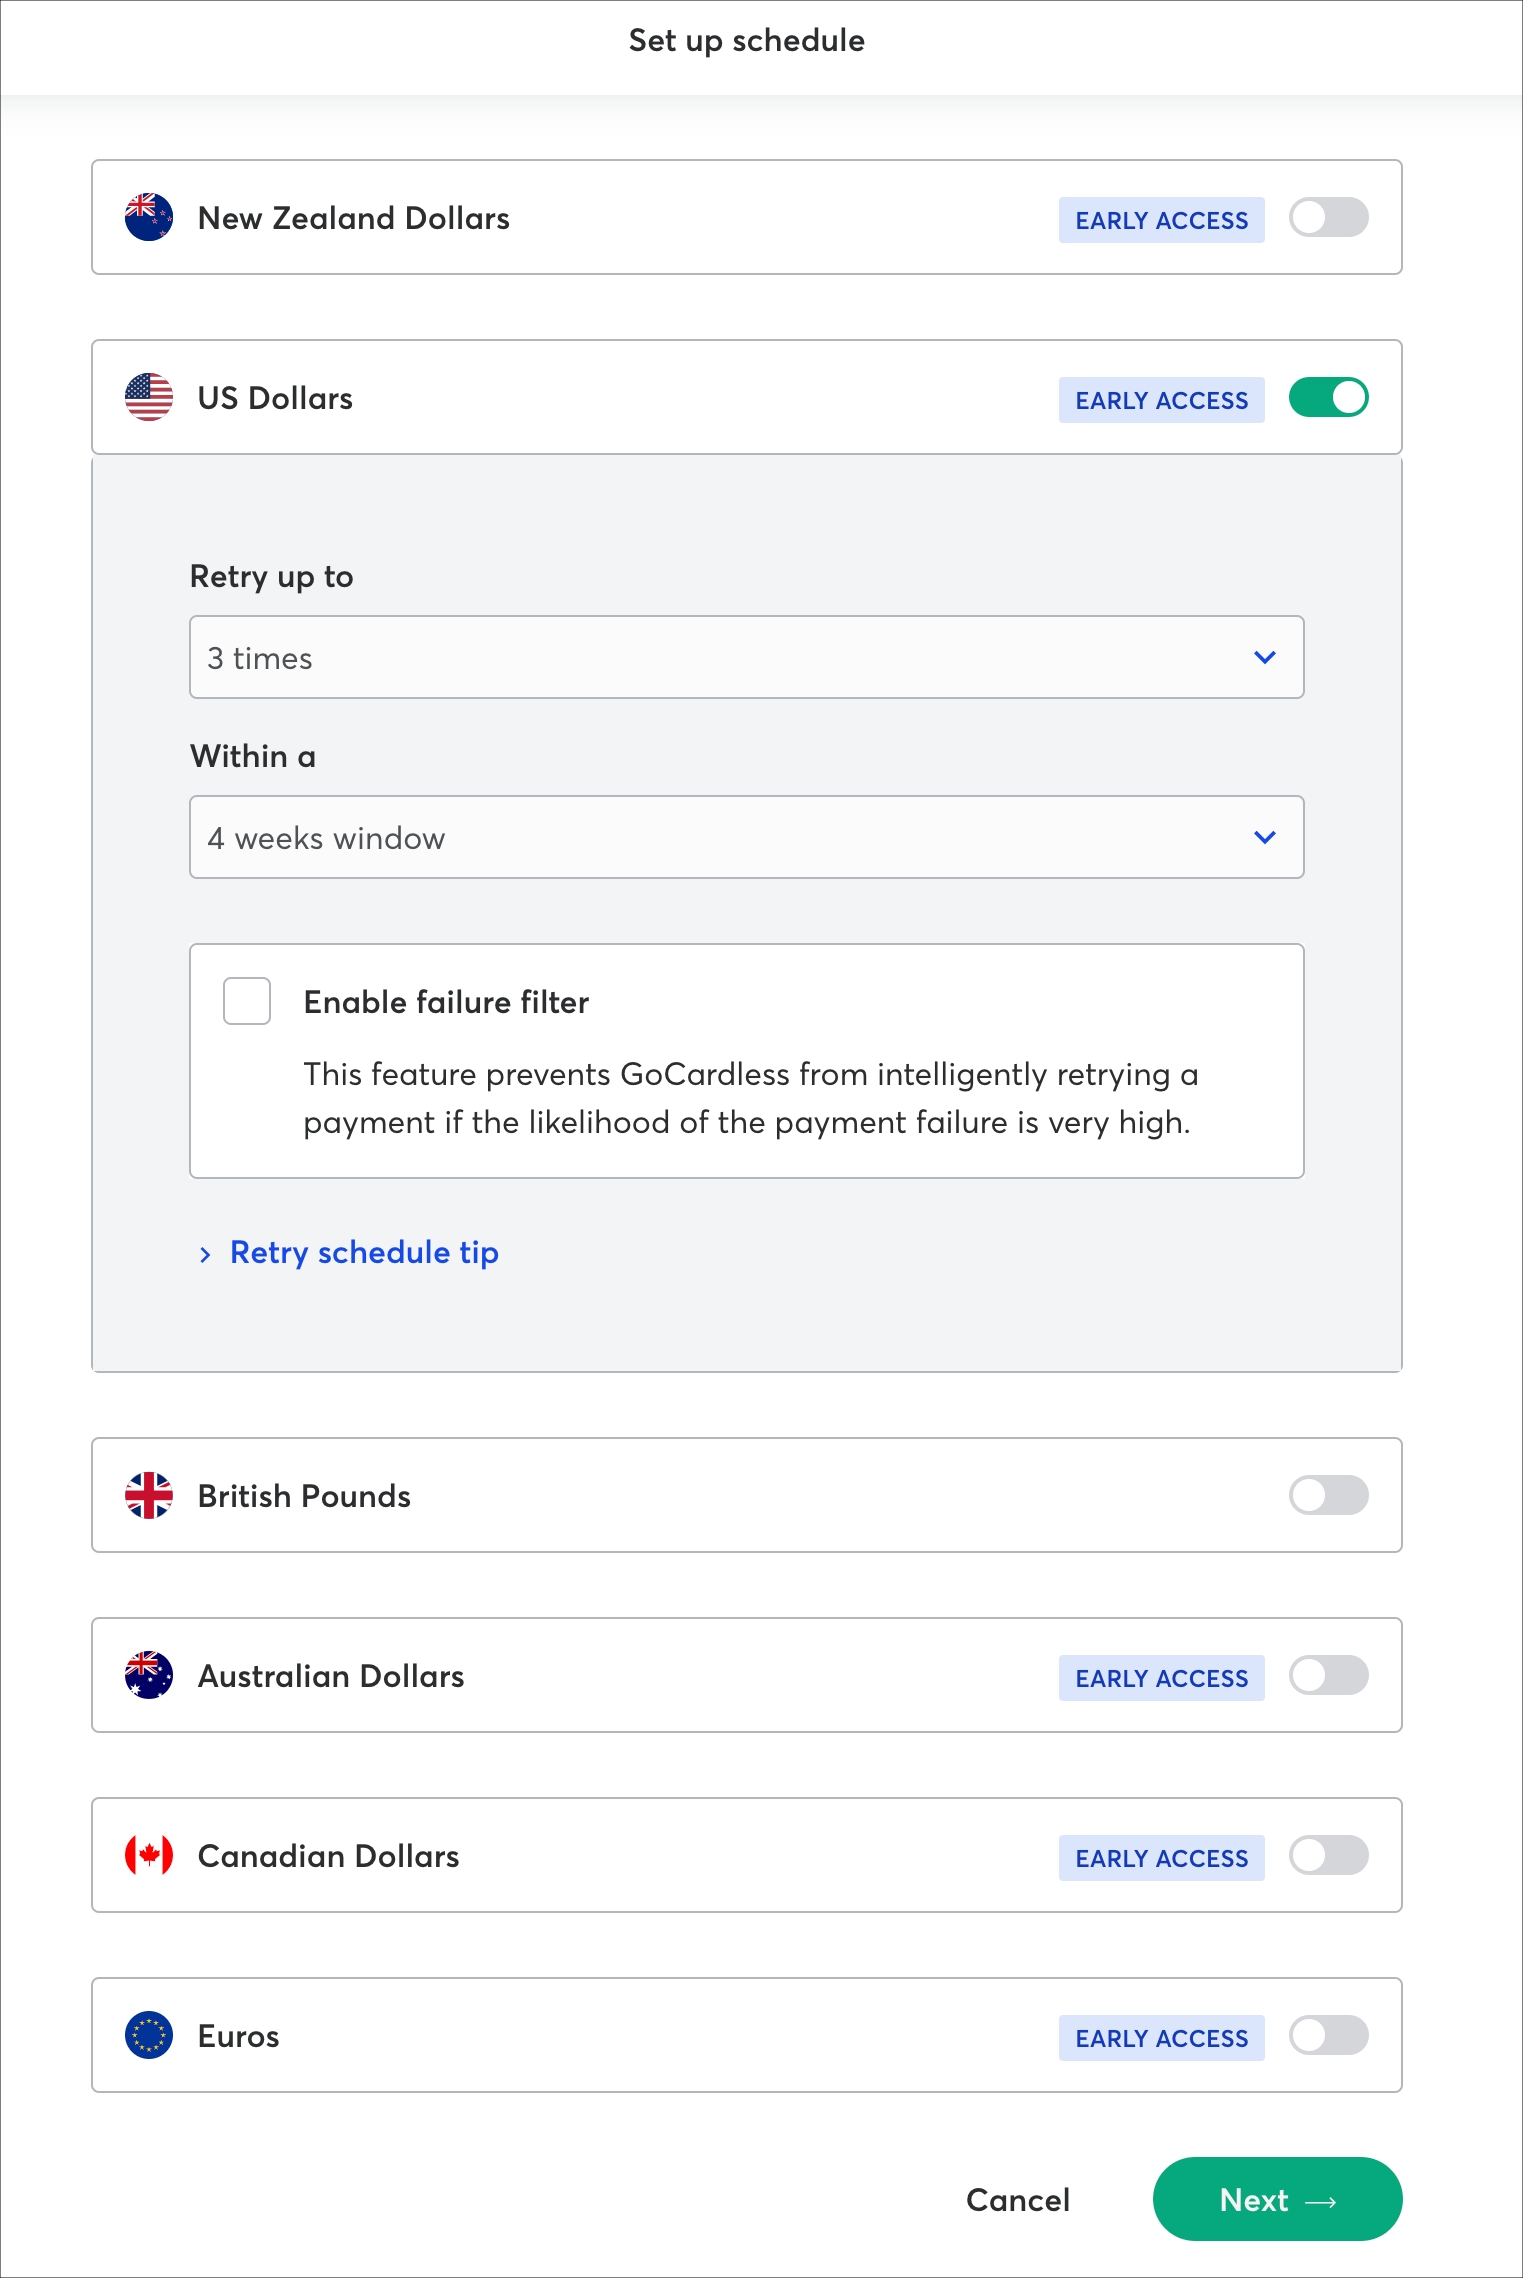 Set up schedule
New Zealand Dollars EARLY ACCESS
US Dollars EARLY ACCESS
Retry up to
3 times
Within a
4 weeks window
Enable failure filter
This feature prevents GoCardless from intelligently retrying a
payment if the likelihood of the payment failure is very high.
Retry schedule tip
British Pounds
Australian Dollars EARLY ACCESS
Canadian Dollars EARLY ACCESS
Euros EARLY ACCESS
Cancel Next →